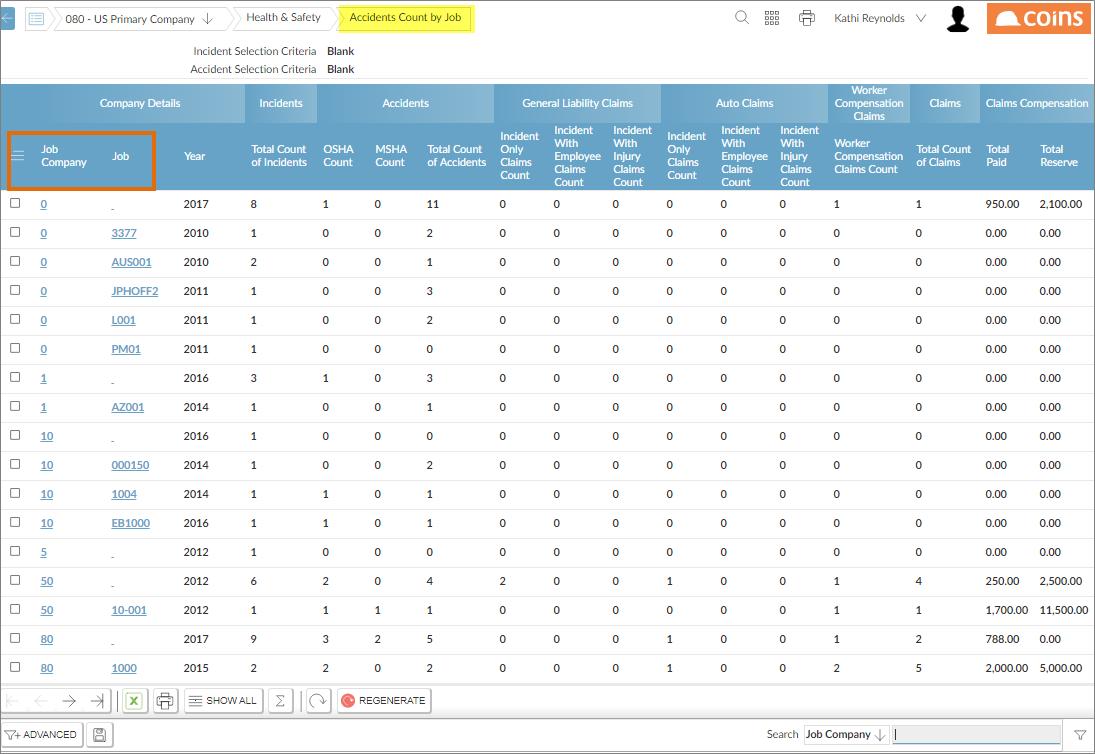 080 - US Primary Company Health & Safety Accidents Count by Job Kathi Reynolds coins
Incident Selection Criteria Blank
Accident Selection Criteria Blank
Company Details Incidents Accidents General Liability Claims Auto Claims Worker Compensation Claims Claims Claims Compensation
Job Company Job Year Total Count of Incidents OSHA Count MSHA Count Total Count of Accidents Incident Only Claims Count Incident With Employee Claims Count Incident With Injury Claims Count Incident Only Claims Count Incident With Employee Claims Count Incident With Injury Claims Count Worker Compensation Claims Count Total Count of Claims Total Paid Total Reserve
0 - 2017 8 1 0 11 0 0 0 0 0 0 1 1 950.00 2,100.00
0 3377 2010 1 0 0 2 0 0 0 0 0 0 0 0 0.00 0.00
0 AUS001 2010 2 0 0 1 0 0 0 0 0 0 0 0 0.00 0.00
0 JPHOFF2 2011 1 0 0 3 0 0 0 0 0 0 0 0 0.00 0.00
0 L001 2011 1 0 0 2 0 0 0 0 0 0 0 0 0.00 0.00
0 PM01 2011 1 0 0 0 0 0 0 0 0 0 0 0 0.00 0.00
1 - 2016 3 1 0 3 0 0 0 0 0 0 0 0 0.00 0.00
1 AZ001 2014 1 0 0 1 0 0 0 0 0 0 0 0 0.00 0.00
10 - 2016 1 0 0 0 0 0 0 0 0 0 0 0 0.00 0.00
10 000150 2014 1 0 0 2 0 0 0 0 0 0 0 0 0.00 0.00
10 1004 2014 1 1 0 1 0 0 0 0 0 0 0 0 0.00 0.00
10 EB1000 2016 1 1 0 1 0 0 0 0 0 0 0 0 0.00 0.00
5 - 2012 1 0 0 0 0 0 0 0 0 0 0 0 0.00 0.00
50 - 2012 6 2 0 4 2 0 0 1 0 0 1 4 250.00 2,500.00
50 10-001 2012 1 1 1 1 0 0 0 0 0 0 1 1 1,700.00 11,500.00
80 - 2017 9 3 2 5 0 0 0 1 0 0 1 2 788.00 0.00
80 1000 2015 2 2 0 2 0 0 0 1 0 0 2 5 2,000.00 5,000.00
X SHOW ALL Σ REGENERATE
ADVANCED Search Job Company